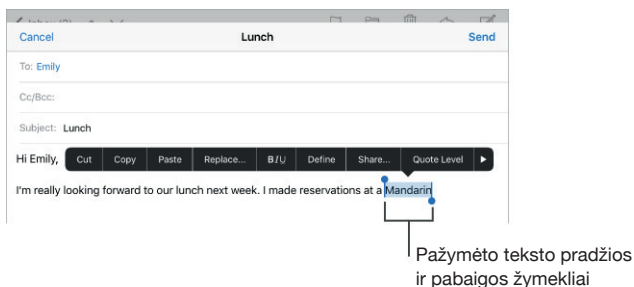 Cancel Lunch Send
To: Emily
Cc/Bcc:
Subject: Lunch
Hi Emily, Cut Copy Paste Replace... B/U Define Share... Quote Level
I'm really looking forward to our lunch next week. I made reservations at a Mandarin
Pažymėto teksto pradžios
ir pabaigos žymekliai